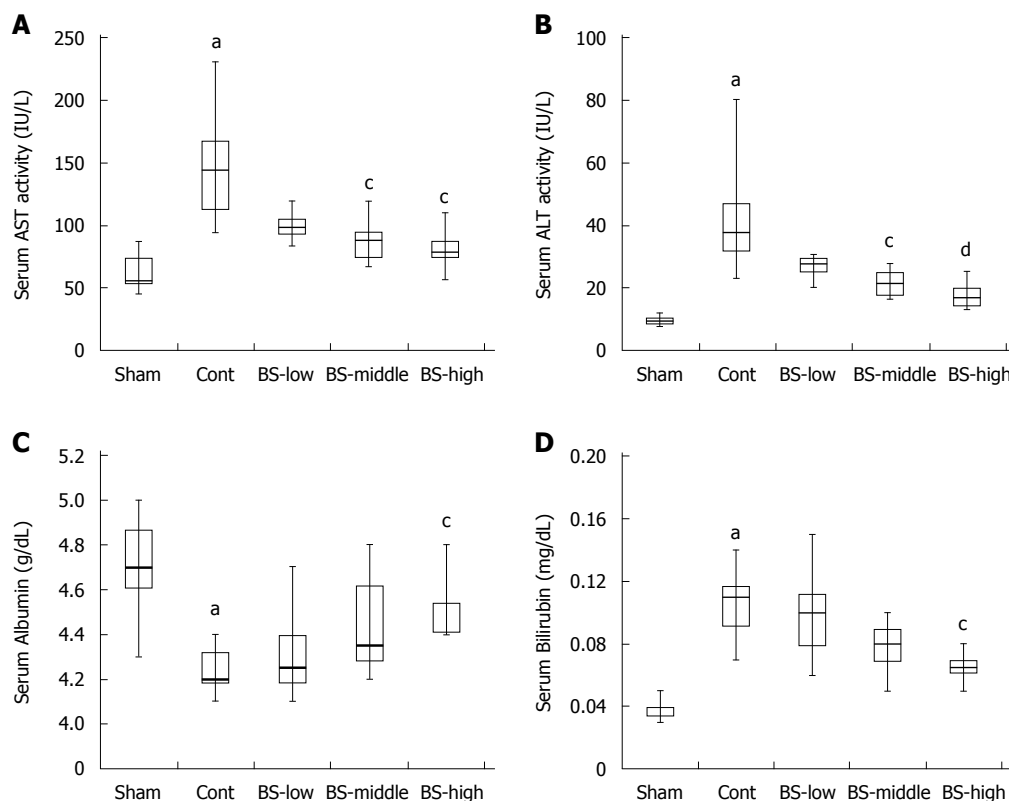 A
Serum AST activity (IU/L)
250
200
150
100
50
0
a
c
c
Sham Cont BS-low BS-middle BS-high
B
Serum ALT activity (IU/L)
100
80
60
40
20
0
a
c
d
Sham Cont BS-low BS-middle BS-high
C
Serum Albumin (g/dL)
5.2
5.0
4.8
4.6
4.4
4.2
4.0
0
a
c
Sham Cont BS-low BS-middle BS-high
D
Serum Bilirubin (mg/dL)
0.20
0.16
0.12
0.08
0.04
0
a
c
Sham Cont BS-low BS-middle BS-high